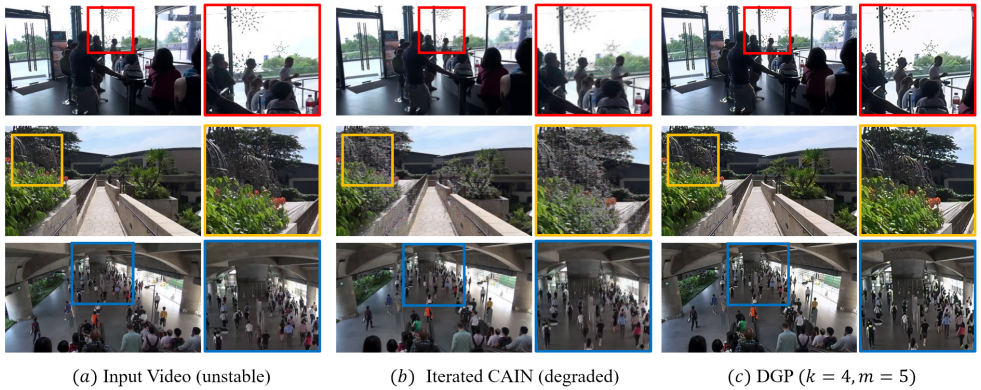 (a) Input Video (unstable)
(b) Iterated CAIN (degraded)
(c) DGP (k = 4, m = 5)